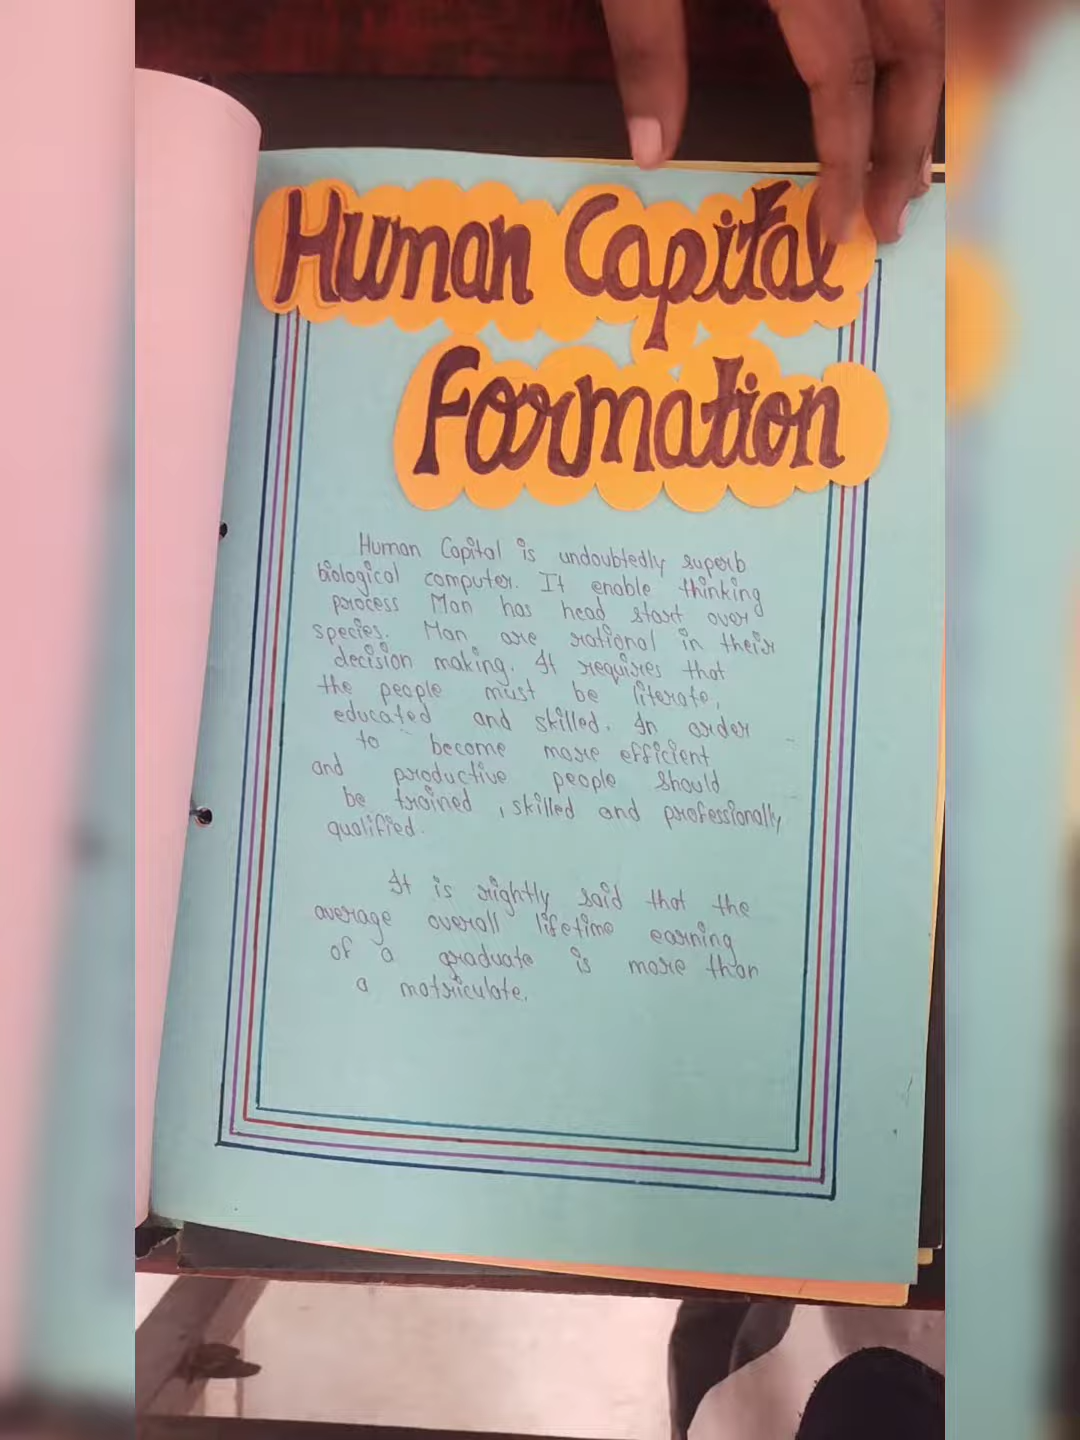 Human Capital
Formation
Human Capital is undoubtedly superb
biological computer. It enable thinking
process Man has head start over
species. Man are rational in their
decision making. It requires that
the people must be literate,
educated and skilled. In order
to become more efficient
and productive people should
be trained , skilled and professionally
qualified.
It is rightly said that the
average overall lifetime earning
of a graduate is more than
a matriculate.